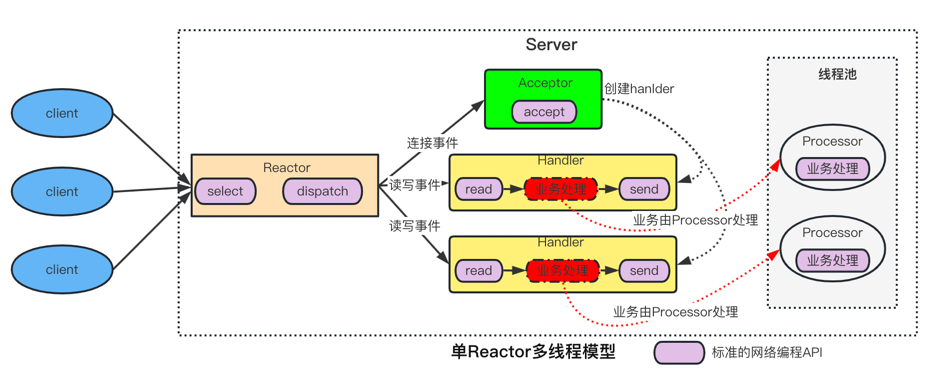 Server
Acceptor
accept
创建hanlder
线程池
client
client
client
Reactor
select
dispatch
连接事件
读写事件
读写事件
Handler
read
业务处理
send
Handler
read
业务处理
send
业务由Processor处理
业务由Processor处理
Processor
业务处理
Processor
业务处理
单Reactor多线程模型
标准的网络编程API